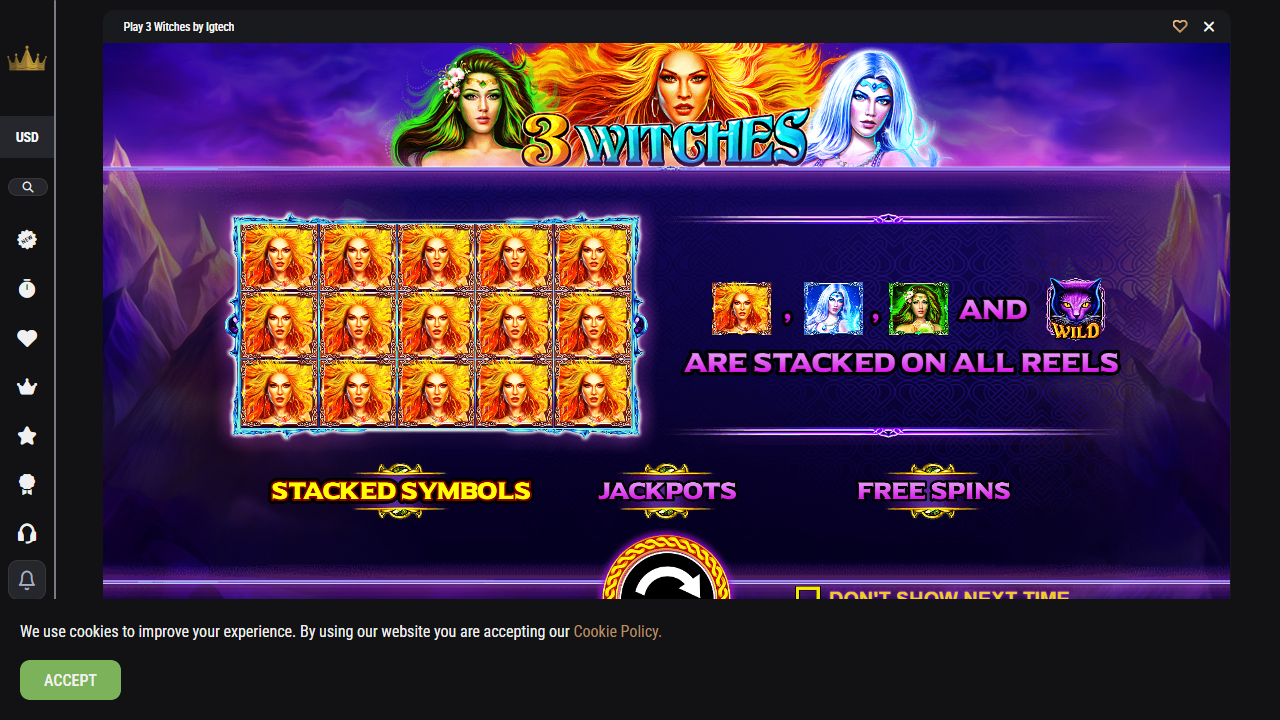 Play 3 Witches by Igtech
3 WITCHES
USD
NEW
, , AND WILD
ARE STACKED ON ALL REELS
STACKED SYMBOLS
JACKPOTS
FREE SPINS
DON'T SHOW NEXT TIME
We use cookies to improve your experience. By using our website you are accepting our Cookie Policy.
ACCEPT